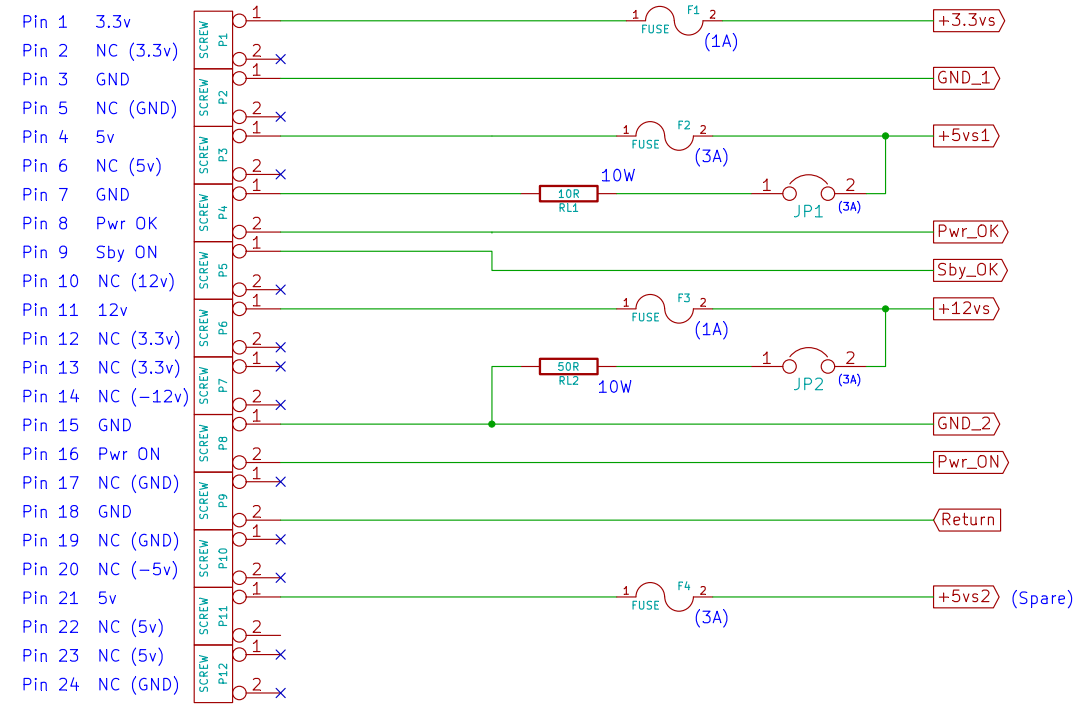 Pin 1 3.3v SCREW P1 1 1 F1 2 FUSE (1A) +3.3vs
Pin 2 NC (3.3v) 2
Pin 3 GND SCREW P2 1 GND_1
Pin 5 NC (GND) 2
Pin 4 5v SCREW P3 1 1 F2 2 FUSE (3A) +5vs1
Pin 6 NC (5v) 2 10W
Pin 7 GND SCREW P4 1 10R RL1 1 2 JP1 (3A)
Pin 8 Pwr OK 2 Pwr_OK
Pin 9 Sby ON SCREW P5 1 Sby_OK
Pin 10 NC (12v) 2
Pin 11 12v SCREW P6 1 1 F3 2 FUSE (1A) +12vs
Pin 12 NC (3.3v) 2
Pin 13 NC (3.3v) SCREW P7 1 50R RL2 10W 1 2 JP2 (3A)
Pin 14 NC (−12v) 2
Pin 15 GND SCREW P8 1 GND_2
Pin 16 Pwr ON 2 Pwr_ON
Pin 17 NC (GND) SCREW P9 1
Pin 18 GND 2 Return
Pin 19 NC (GND) SCREW P10 1
Pin 20 NC (−5v) 2
Pin 21 5v SCREW P11 1 1 F4 2 FUSE (3A) +5vs2 (Spare)
Pin 22 NC (5v) 2
Pin 23 NC (5v) SCREW P12 1
Pin 24 NC (GND) 2